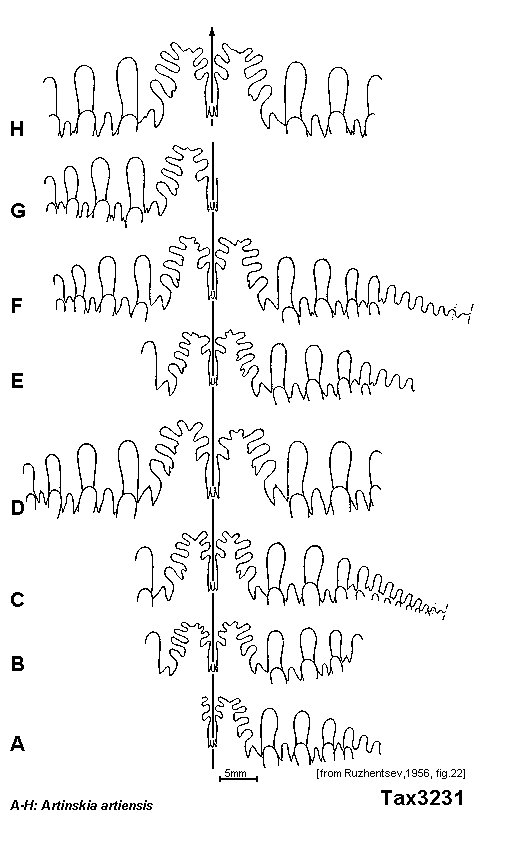 H
G
F
E
D
C
B
A
5mm
[from Ruzhentsev,1956, fig.22]
Tax3231
A-H: Artinskia artiensis